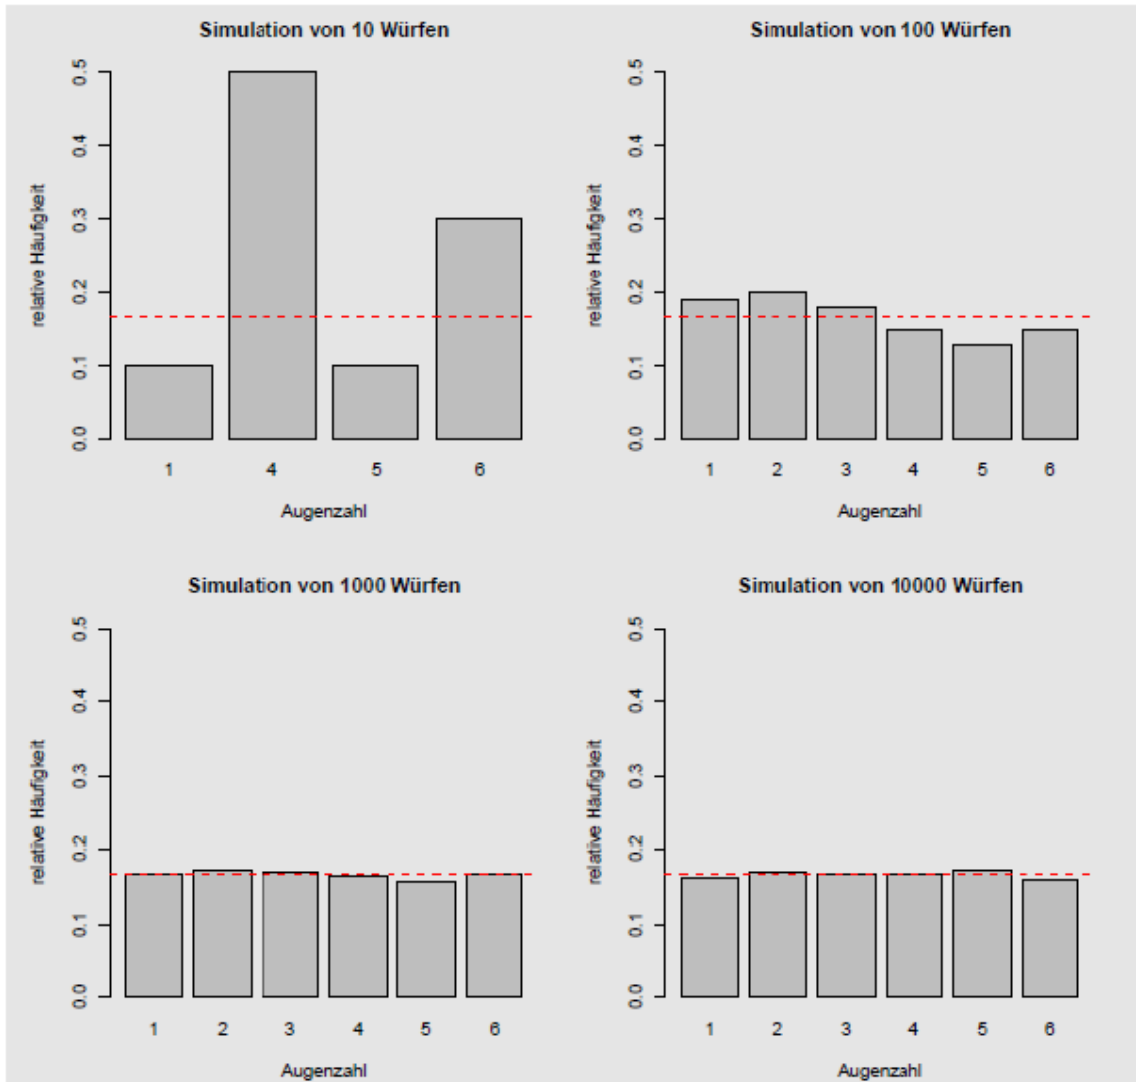 Simulation von 10 Würfen
relative Häufigkeit
0.0 0.1 0.2 0.3 0.4 0.5
1 4 5 6
Augenzahl
Simulation von 100 Würfen
relative Häufigkeit
0.0 0.1 0.2 0.3 0.4 0.5
1 2 3 4 5 6
Augenzahl
Simulation von 1000 Würfen
relative Häufigkeit
0.0 0.1 0.2 0.3 0.4 0.5
1 2 3 4 5 6
Augenzahl
Simulation von 10000 Würfen
relative Häufigkeit
0.0 0.1 0.2 0.3 0.4 0.5
1 2 3 4 5 6
Augenzahl